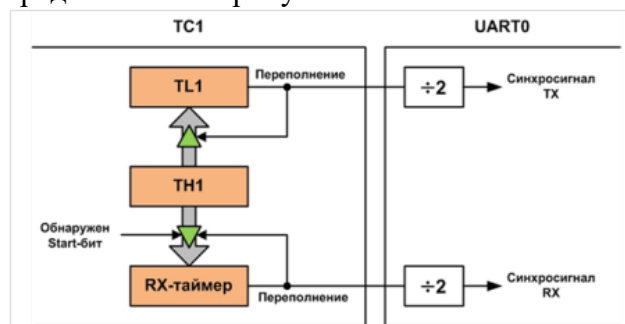 TC1
UART0
TL1
Переполнение
÷2
Синхросигнал
TX
TH1
Обнаружен
Start-бит
RX-таймер
Переполнение
÷2
Синхросигнал
RX